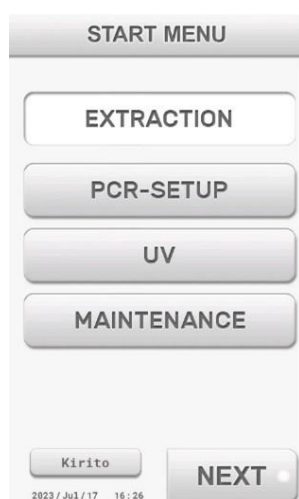 START MENU
EXTRACTION
PCR-SETUP
UV
MAINTENANCE
Kirito
NEXT
2023/Jul/17 16:26